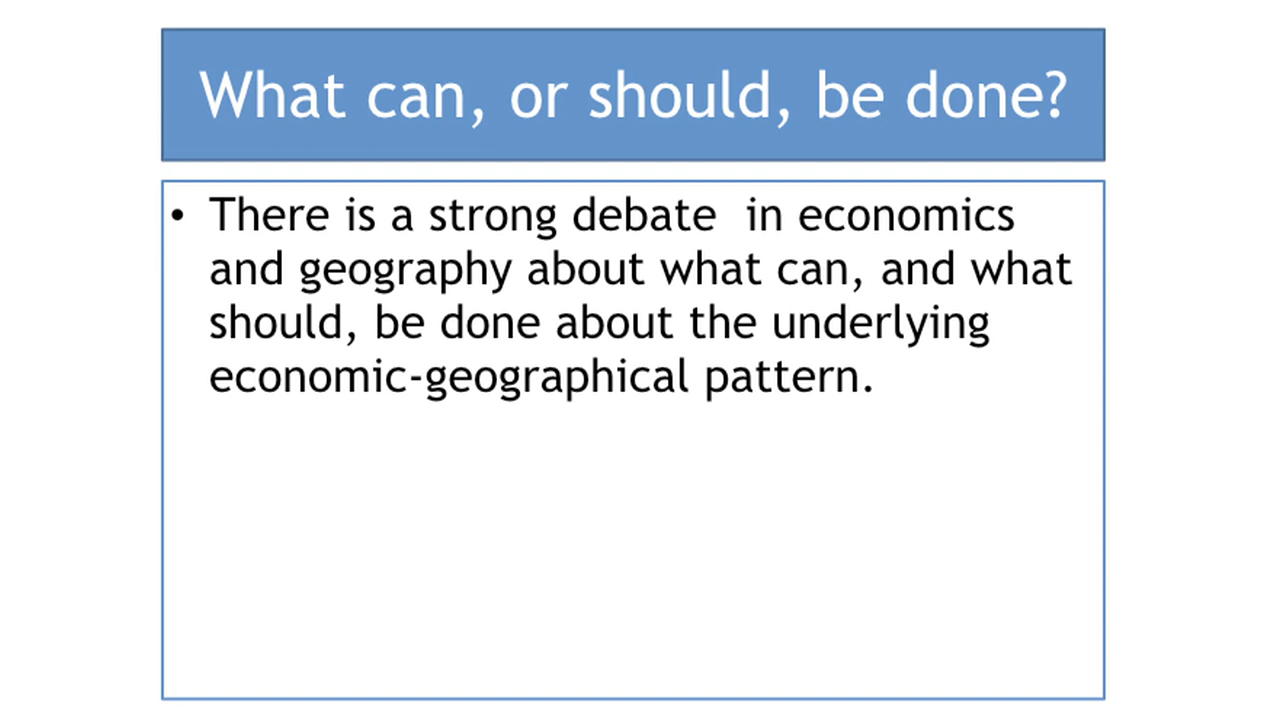 What can, or should, be done?
• There is a strong debate  in economics
and geography about what can, and what
should, be done about the underlying
economic-geographical pattern.